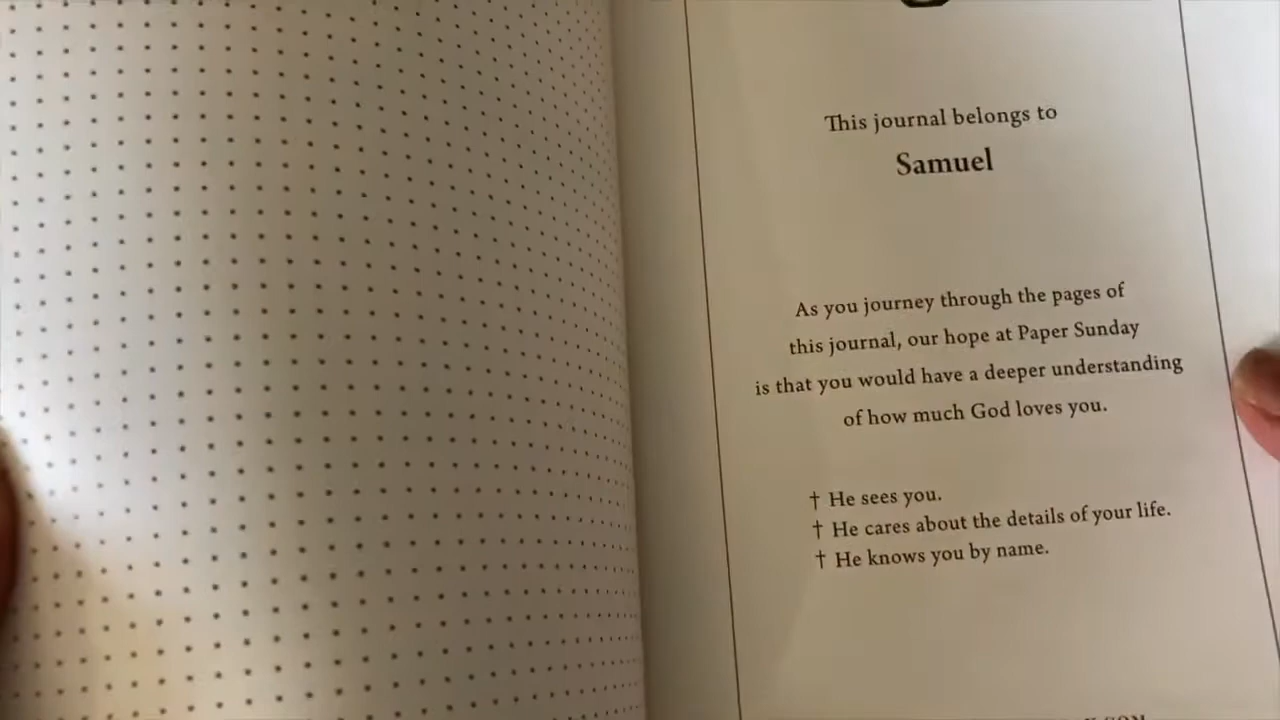 This journal belongs to
Samuel
As you journey through the pages of
this journal, our hope at Paper Sunday
is that you would have a deeper understanding
of how much God loves you.
† He sees you.
† He cares about the details of your life.
† He knows you by name.